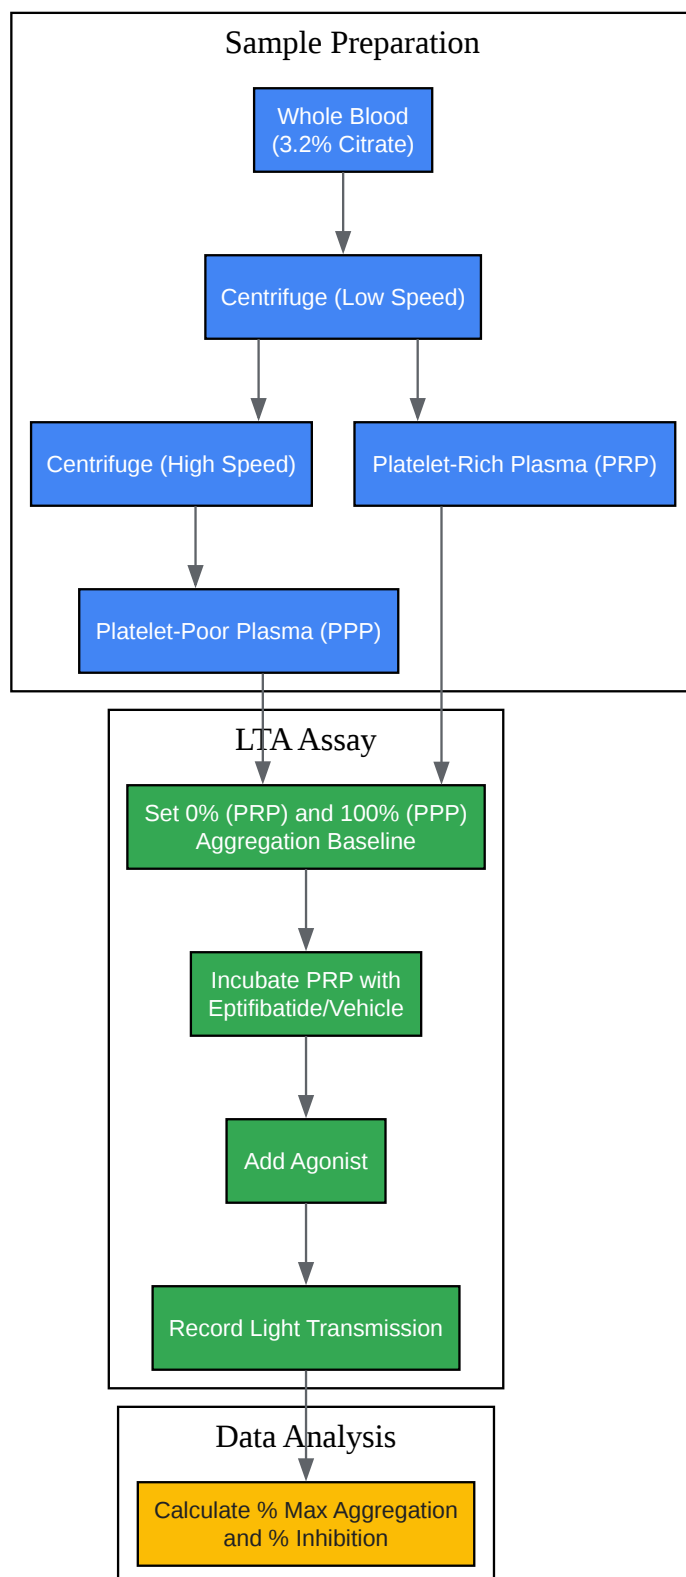 Sample Preparation
Whole Blood
(3.2% Citrate)
Centrifuge (Low Speed)
Centrifuge (High Speed)
Platelet-Rich Plasma (PRP)
Platelet-Poor Plasma (PPP)
LTA Assay
Set 0% (PRP) and 100% (PPP)
Aggregation Baseline
Incubate PRP with
Eptifibatide/Vehicle
Add Agonist
Record Light Transmission
Data Analysis
Calculate % Max Aggregation
and % Inhibition